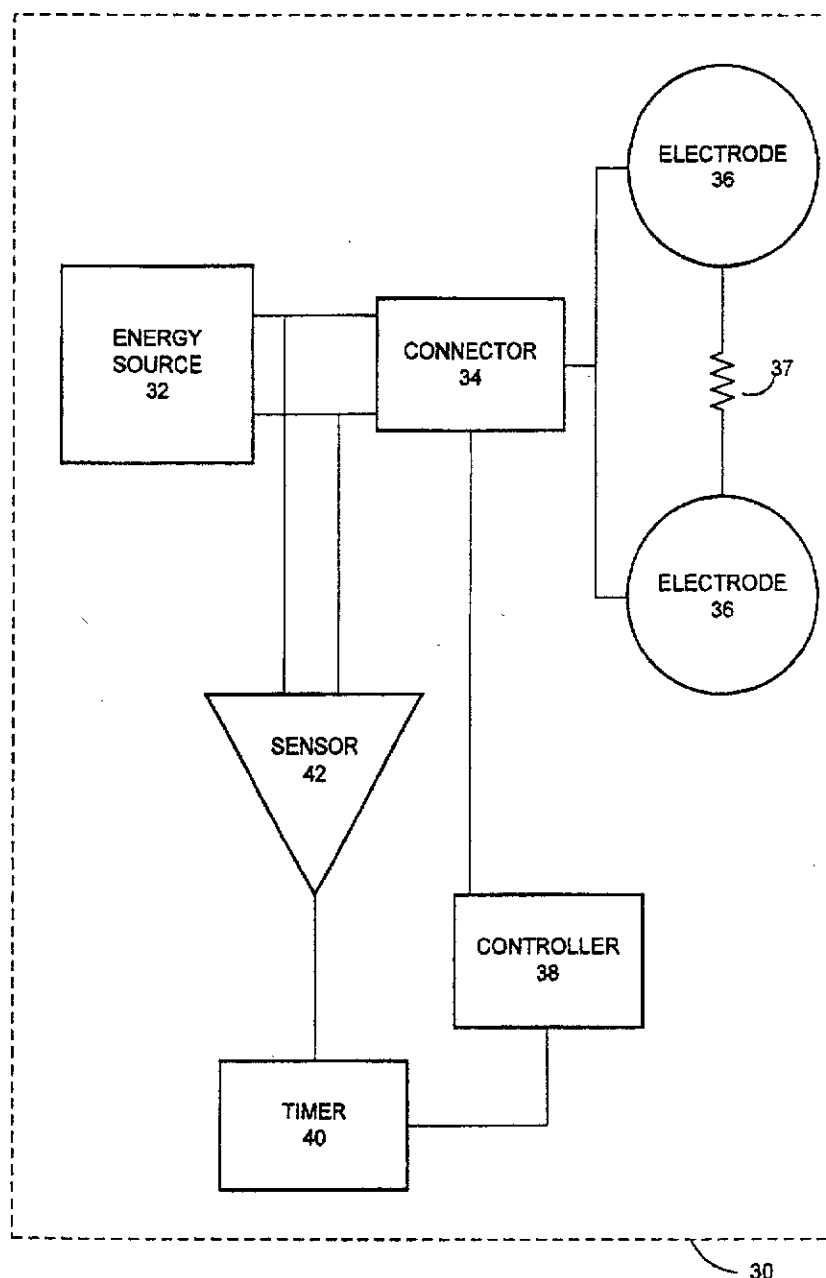 ELECTRODE
36
ENERGY
SOURCE
32
CONNECTOR
34
37
ELECTRODE
36
SENSOR
42
CONTROLLER
38
TIMER
40
30